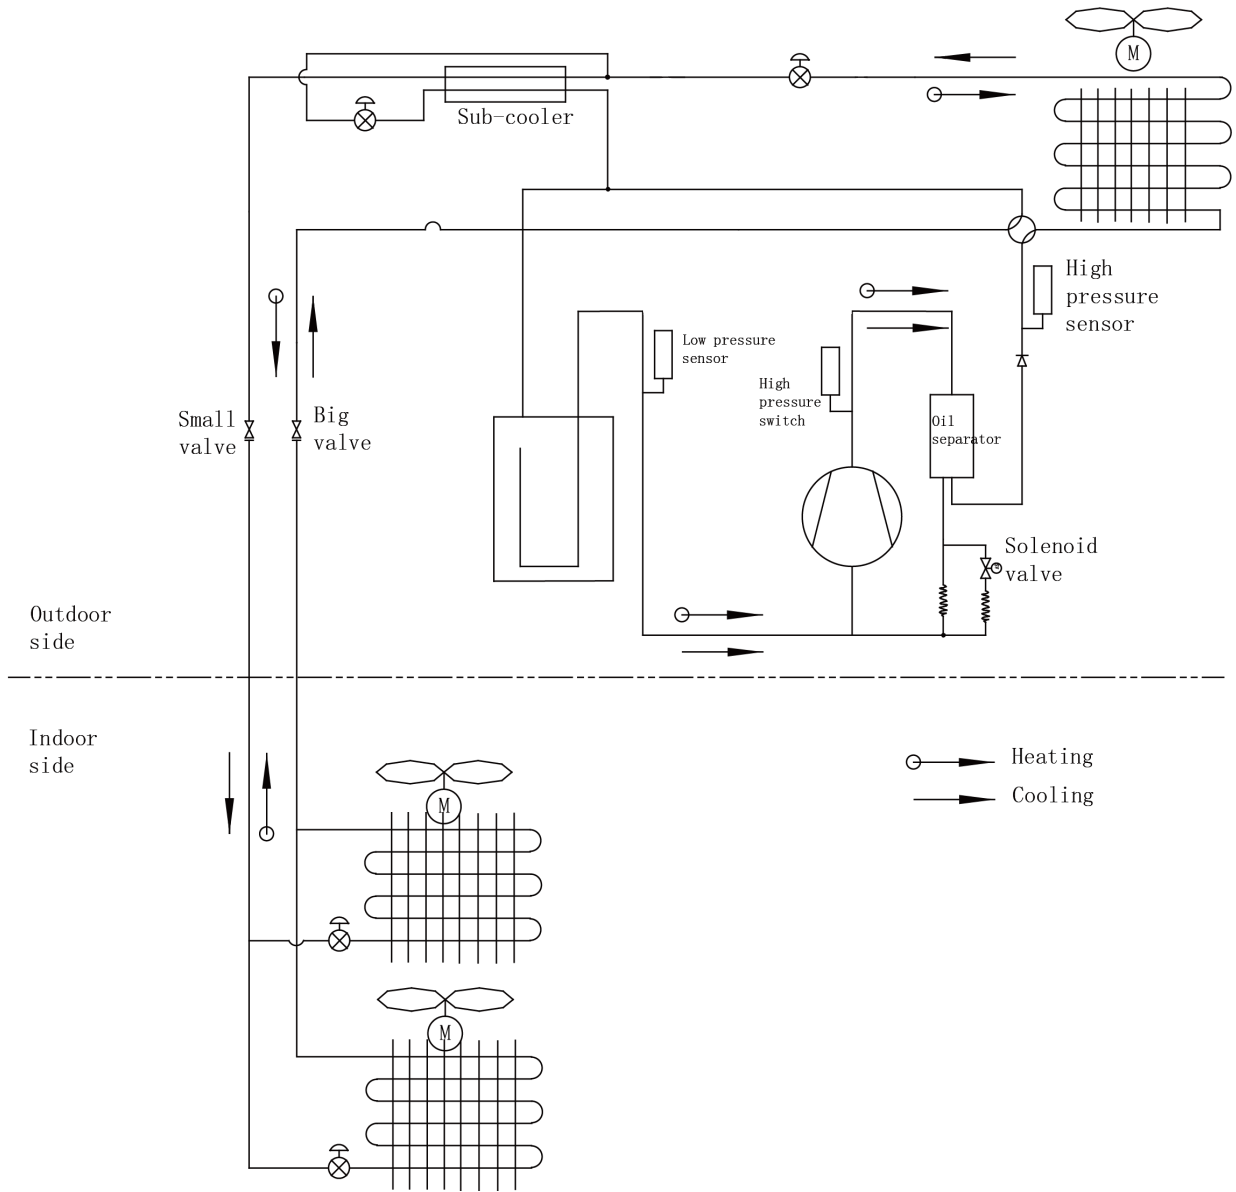 M
Sub-cooler
High
pressure
sensor
Low pressure
sensor
High
pressure
switch
Oil
separator
Small
valve
Big
valve
Solenoid
valve
Outdoor
side
Indoor
side
Heating
Cooling
M
M